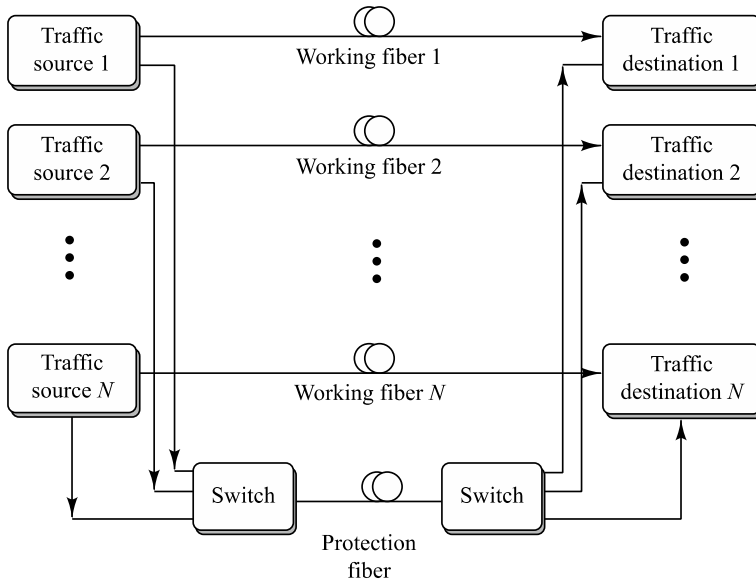 Traffic
source 1
Working fiber 1
Traffic
destination 1
Traffic
source 2
Working fiber 2
Traffic
destination 2
Traffic
source N
Working fiber N
Traffic
destination N
Switch
Switch
Protection
fiber